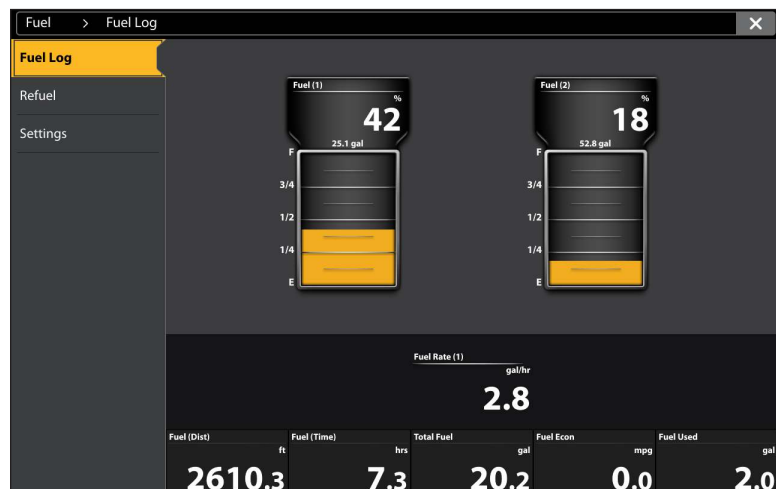 Fuel > Fuel Log
Fuel Log
Refuel
Settings
Fuel (1)
%
42
25.1 gal
F
3/4
1/2
1/4
E
Fuel (2)
%
18
52.8 gal
F
3/4
1/2
1/4
E
Fuel Rate (1)
gal/hr
2.8
Fuel (Dist)
ft
2610.3
Fuel (Time)
hrs
7.3
Total Fuel
gal
20.2
Fuel Econ
mpg
0.0
Fuel Used
gal
2.0